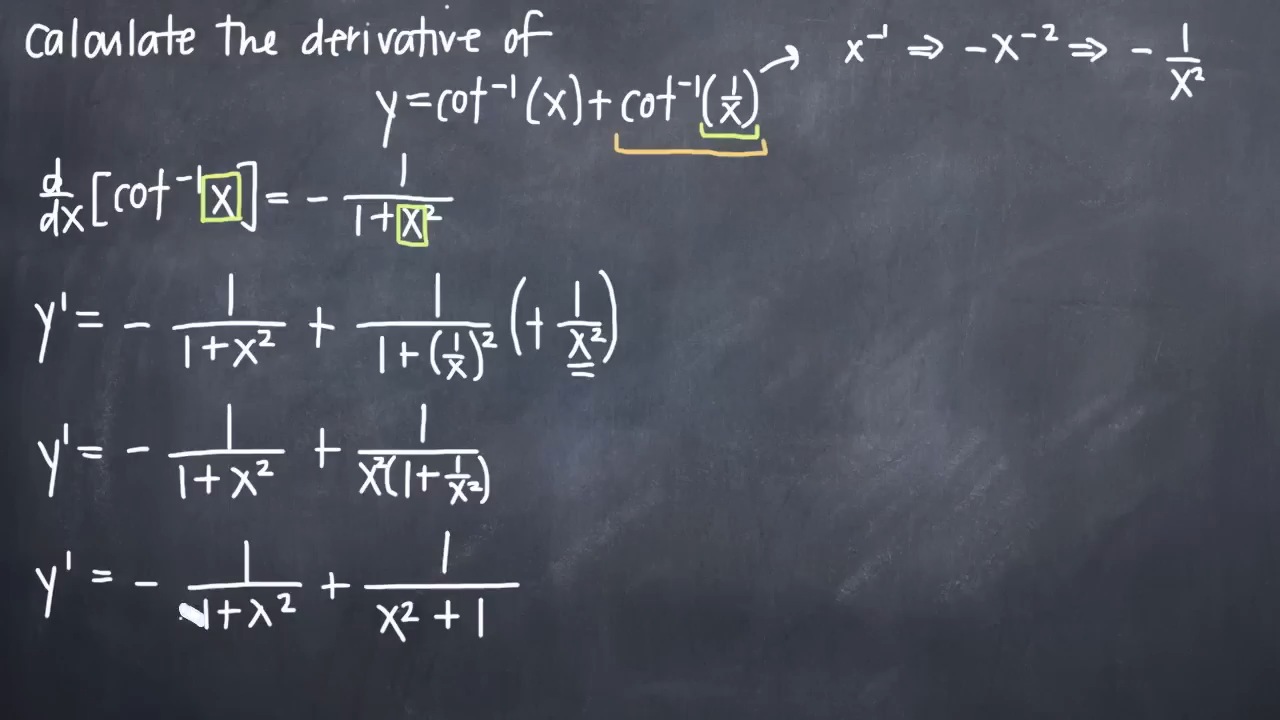 Calculate the derivative of
y = cot⁻¹(x) + cot⁻¹(1/x) → x⁻¹ ⇒ -x⁻² ⇒ - 1/x²
d/dx [cot⁻¹ x] = - 1/(1+x²)
y' = - 1/(1+x²) + 1/(1+(1/x)²) (+ 1/x²)
y' = - 1/(1+x²) + 1/(x²(1+1/x²))
y' = - 1/(1+x²) + 1/(x²+1)